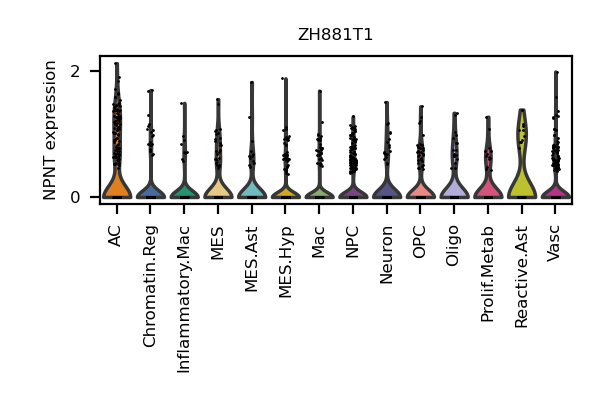 ZH881T1
NPNT expression
2
0
AC
Chromatin.Reg
Inflammatory.Mac
MES
MES.Ast
MES.Hyp
Mac
NPC
Neuron
OPC
Oligo
Prolif.Metab
Reactive.Ast
Vasc